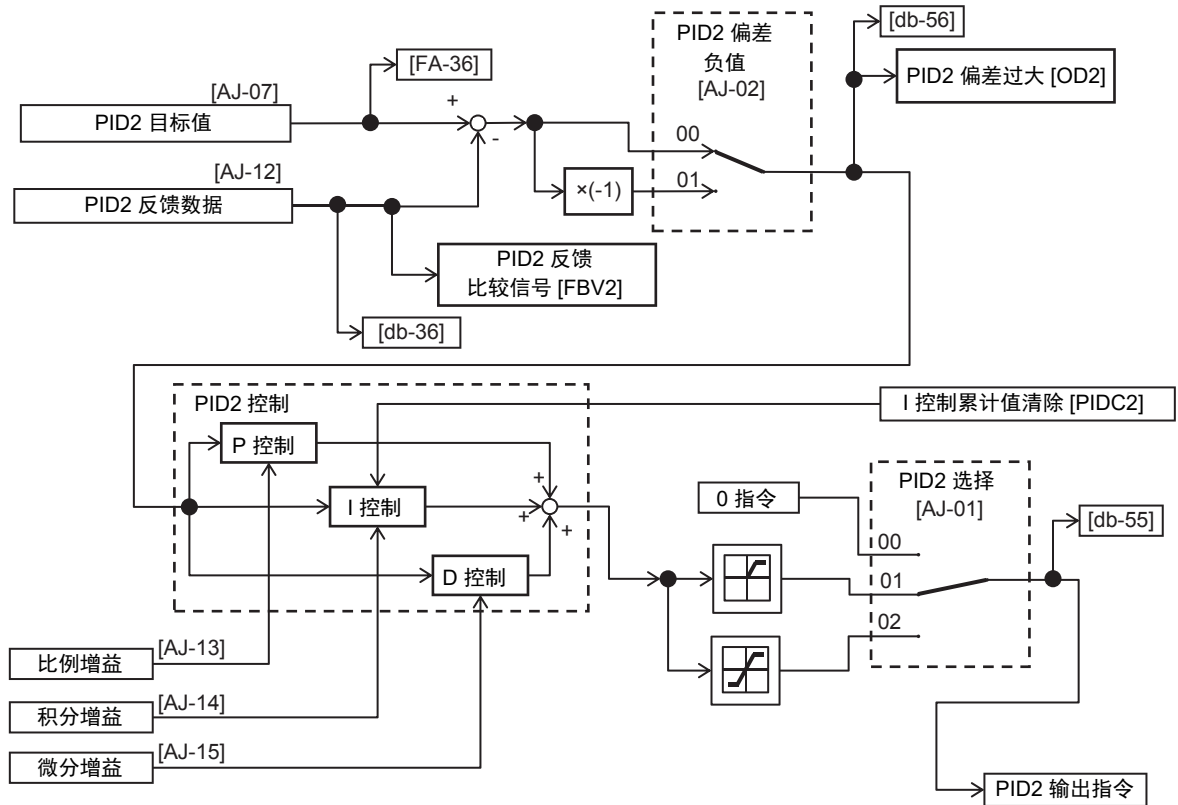 PID2 偏差
负值
[AJ-02]
[db-56]
PID2 偏差过大 [OD2]
[FA-36]
[AJ-07]
PID2 目标值
+
-
00
01
×(-1)
[AJ-12]
PID2 反馈数据
PID2 反馈
比较信号 [FBV2]
[db-36]
PID2 控制
I 控制累计值清除 [PIDC2]
P 控制
I 控制
D 控制
+
+
+
0 指令
PID2 选择
[AJ-01]
00
01
02
[db-55]
[AJ-13]
比例增益
[AJ-14]
积分增益
[AJ-15]
微分增益
PID2 输出指令